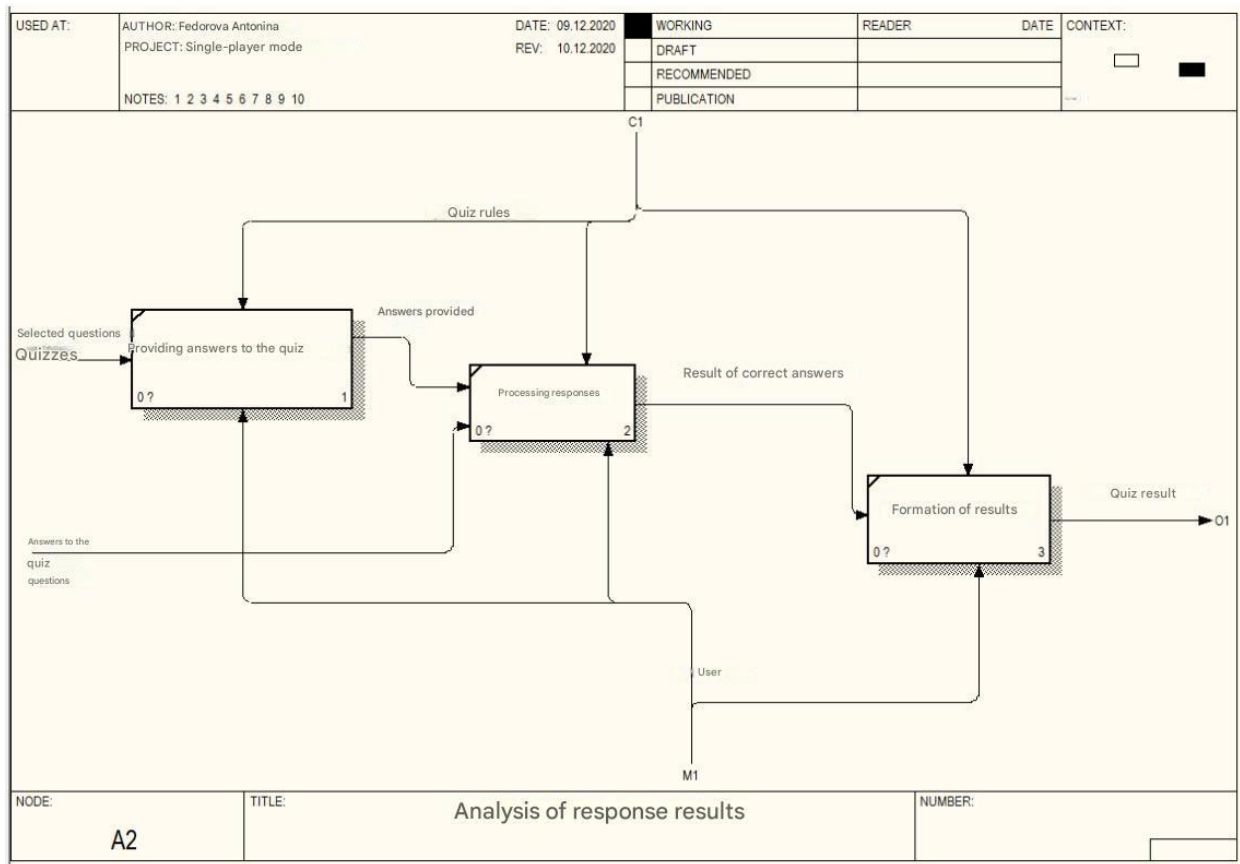 USED AT:
AUTHOR: Fedorova Antonina
DATE: 09.12.2020
WORKING
READER
DATE
CONTEXT:
PROJECT: Single-player mode
REV: 10.12.2020
DRAFT
RECOMMENDED
NOTES: 1 2 3 4 5 6 7 8 9 10
PUBLICATION
C1
Quiz rules
Answers provided
Selected questions
Quizzes
Providing answers to the quiz
0 ?
1
Result of correct answers
Processing responses
0 ?
2
Quiz result
Formation of results
O1
0 ?
3
Answers to the
quiz
questions
User
M1
NODE:
A2
TITLE:
Analysis of response results
NUMBER: